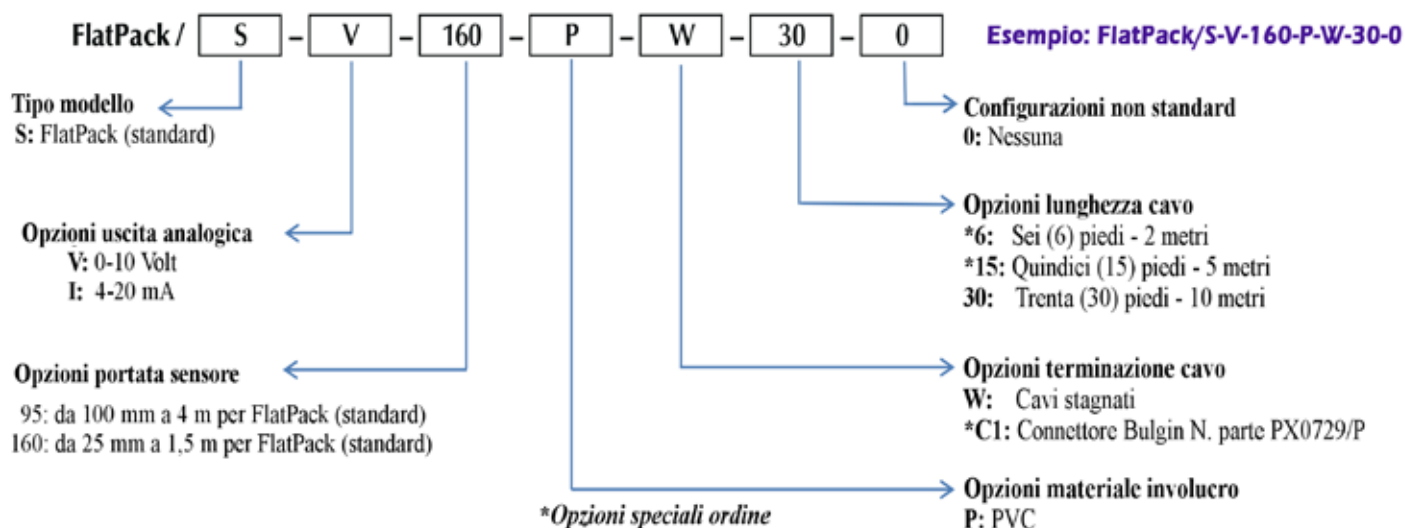 FlatPack / S - V - 160 - P - W - 30 - 0 Esempio: FlatPack/S-V-160-P-W-30-0
Tipo modello
S: FlatPack (standard)
Opzioni uscita analogica
V: 0-10 Volt
I: 4-20 mA
Opzioni portata sensore
95: da 100 mm a 4 m per FlatPack (standard)
160: da 25 mm a 1,5 m per FlatPack (standard)
Configurazioni non standard
0: Nessuna
Opzioni lunghezza cavo
*6: Sei (6) piedi - 2 metri
*15: Quindici (15) piedi - 5 metri
30: Trenta (30) piedi - 10 metri
Opzioni terminazione cavo
W: Cavi stagnati
*C1: Connettore Bulgin N. parte PX0729/P
Opzioni materiale involucro
P: PVC
*Opzioni speciali ordine